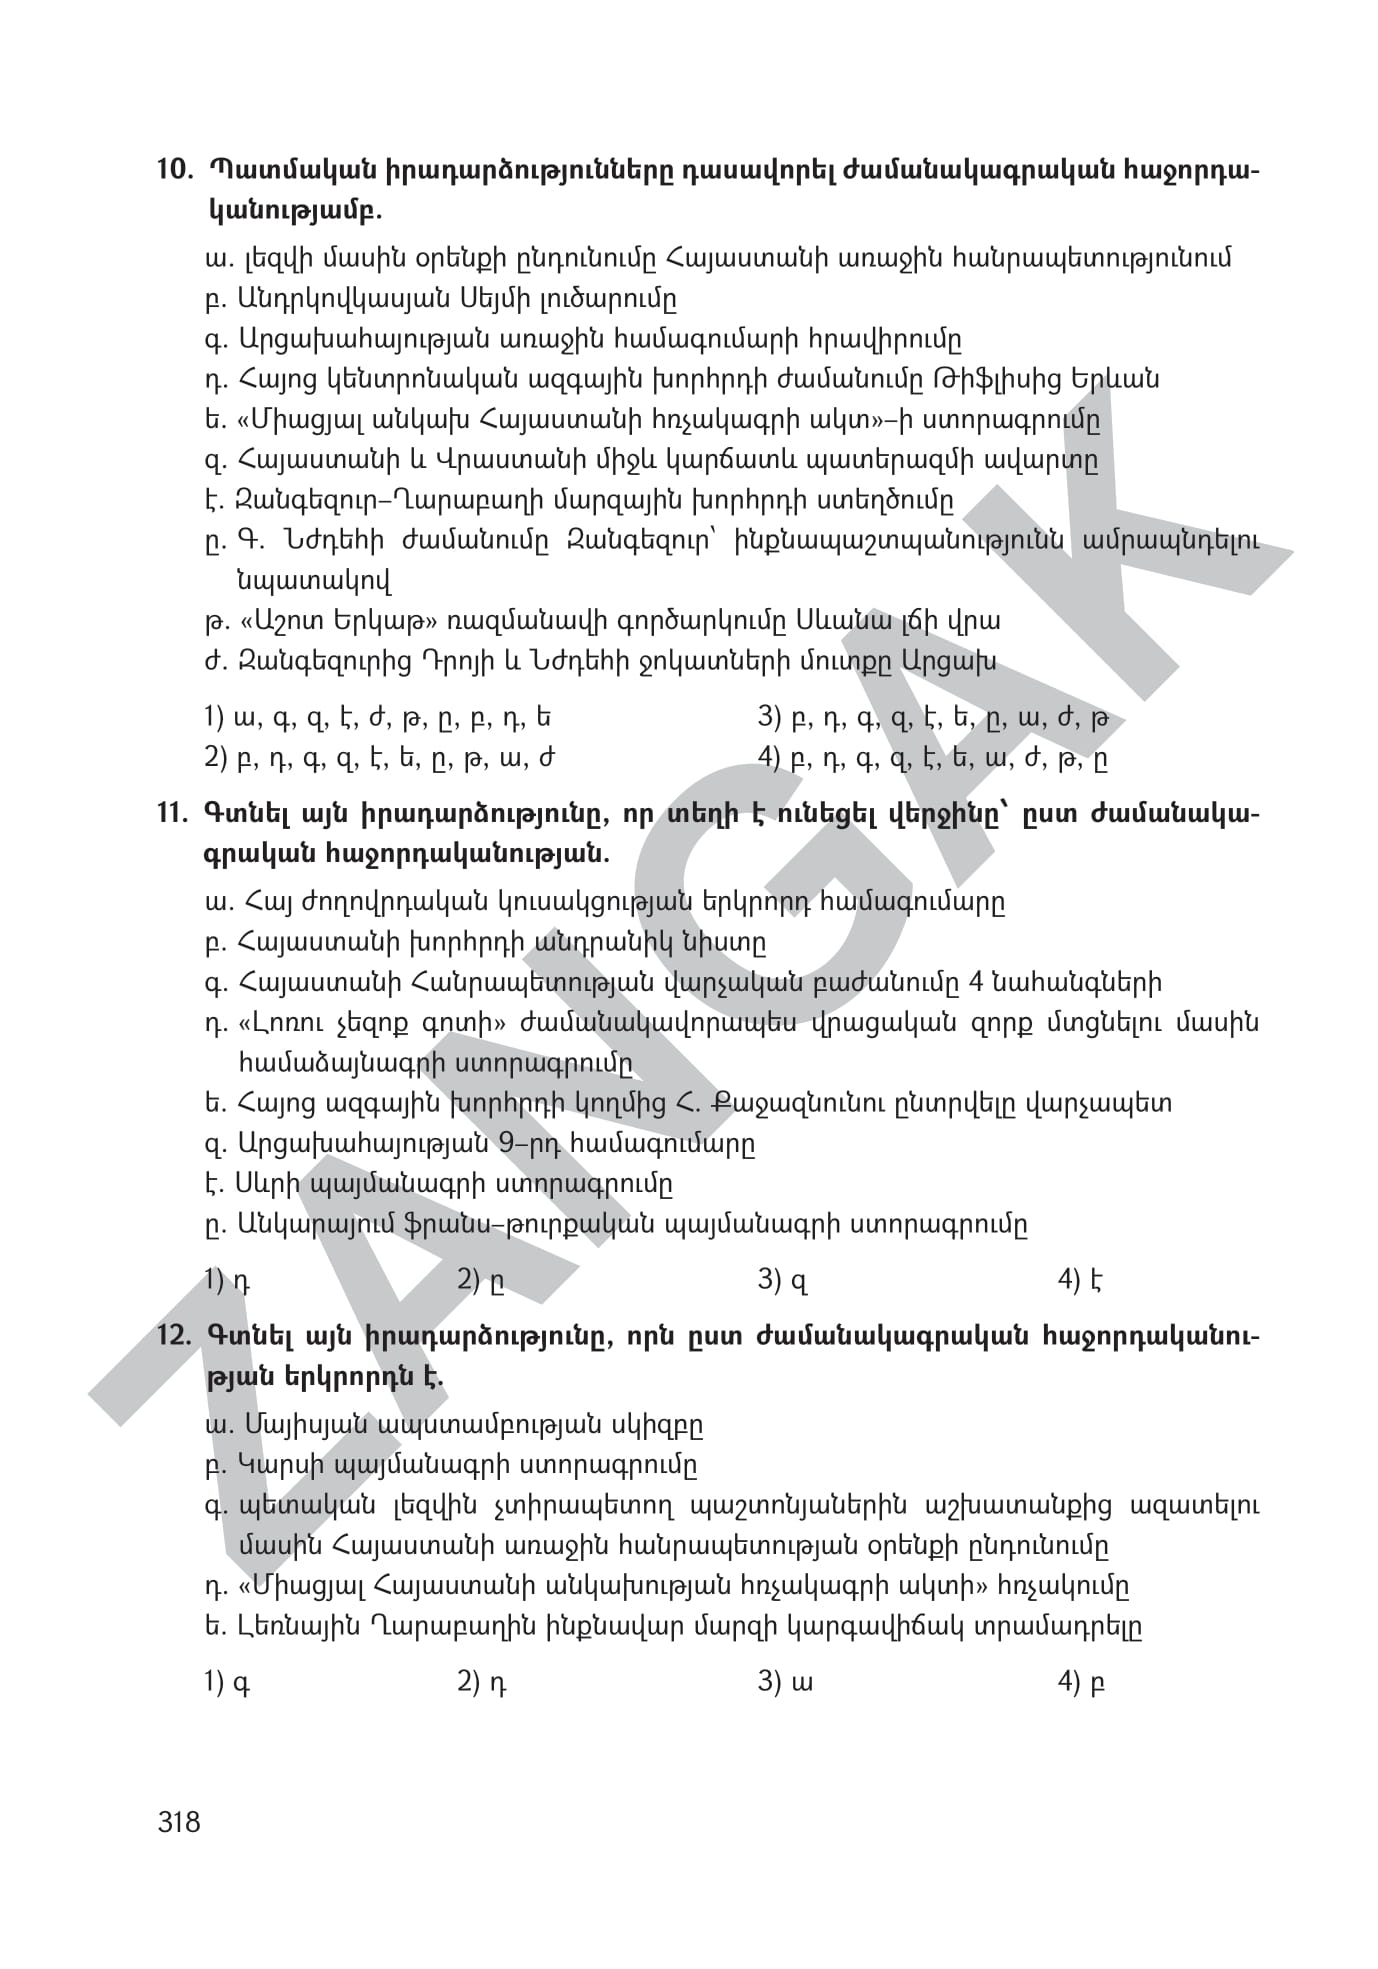 10. Պատմական իրադարձությունները դասավորել ժամանակագրական հաջորդա-
կանությամբ.
ա. լեզվի մասին օրենքի ընդունումը Հայաստանի առաջին հանրապետությունում
բ. Անդրկովկասյան Սեյմի լուծարումը
գ. Արցախահայության առաջին համագումարի հրավիրումը
դ. Հայոց կենտրոնական ազգային խորհրդի ժամանումը Թիֆլիսից Երևան
ե. «Միացյալ անկախ Հայաստանի հռչակագրի ակտ»–ի ստորագրումը
զ. Հայաստանի և Վրաստանի միջև կարճատև պատերազմի ավարտը
է. Զանգեզուր–Ղարաբաղի մարզային խորհրդի ստեղծումը
ը. Գ. Նժդեհի ժամանումը Զանգեզուր՝ ինքնապաշտպանությունն ամրապնդելու
նպատակով
թ. «Աշոտ Երկաթ» ռազմանավի գործարկումը Սևանա լճի վրա
ժ. Զանգեզուրից Դրոյի և Նժդեհի ջոկատների մուտքը Արցախ
1) ա, գ, զ, է, ժ, թ, ը, բ, դ, ե 3) բ, դ, գ, զ, է, ե, ը, ա, ժ, թ
2) բ, դ, գ, զ, է, ե, ը, թ, ա, ժ 4) բ, դ, գ, զ, է, ե, ա, ժ, թ, ը
11. Գտնել այն իրադարձությունը, որ տեղի է ունեցել վերջինը՝ ըստ ժամանակա-
գրական հաջորդականության.
ա. Հայ ժողովրդական կուսակցության երկրորդ համագումարը
բ. Հայաստանի խորհրդի անդրանիկ նիստը
գ. Հայաստանի Հանրապետության վարչական բաժանումը 4 նահանգների
դ. «Լոռու չեզոք գոտի» ժամանակավորապես վրացական զորք մտցնելու մասին
համաձայնագրի ստորագրումը
ե. Հայոց ազգային խորհրդի կողմից Հ. Քաջազնունու ընտրվելը վարչապետ
զ. Արցախահայության 9–րդ համագումարը
է. Սևրի պայմանագրի ստորագրումը
ը. Անկարայում ֆրանս–թուրքական պայմանագրի ստորագրումը
1) դ 2) ը 3) զ 4) է
12. Գտնել այն իրադարձությունը, որն ըստ ժամանակագրական հաջորդականու-
թյան երկրորդն է.
ա. Մայիսյան ապստամբության սկիզբը
բ. Կարսի պայմանագրի ստորագրումը
գ. պետական լեզվին չտիրապետող պաշտոնյաներին աշխատանքից ազատելու
մասին Հայաստանի առաջին հանրապետության օրենքի ընդունումը
դ. «Միացյալ Հայաստանի անկախության հռչակագրի ակտի» հռչակումը
ե. Լեռնային Ղարաբաղին ինքնավար մարզի կարգավիճակ տրամադրելը
1) գ 2) դ 3) ա 4) բ
318
ZANGAK